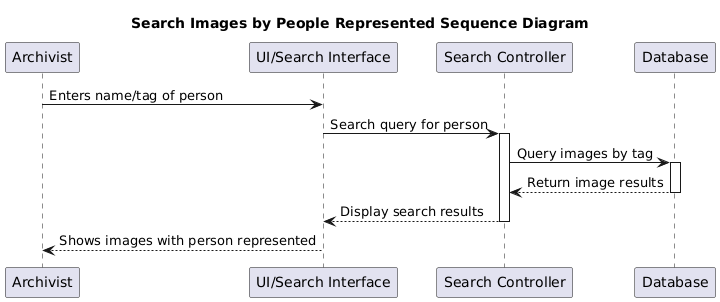 Search Images by People Represented Sequence Diagram
Archivist
UI/Search Interface
Search Controller
Database
Enters name/tag of person
Search query for person
Query images by tag
Return image results
Display search results
Shows images with person represented
Archivist
UI/Search Interface
Search Controller
Database